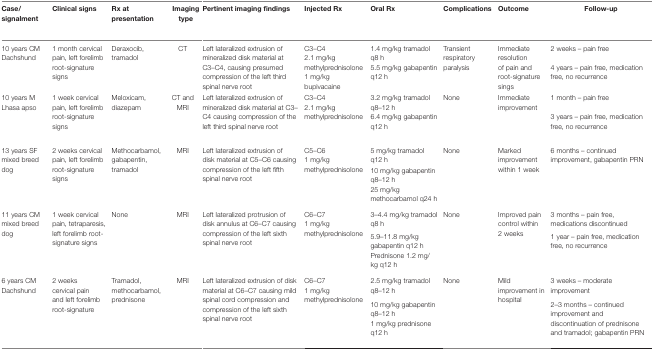 Case/ signalment | Clinical signs | Rx at presentation | Imaging type | Pertinent imaging findings | Injected Rx | Oral Rx | Complications | Outcome | Follow-up
10 years CM Dachshund | 1 month cervical pain, left forelimb root-signature signs | Deraxocib, tramadol | CT | Left lateralized extrusion of mineralized disk material at C3–C4, causing presumed compression of the left third spinal nerve root | C3–C4 2.1 mg/kg methylprednisolone 1 mg/kg bupivacaine | 1.4 mg/kg tramadol q8 h 5.5 mg/kg gabapentin q12 h | Transient respiratory paralysis | Immediate resolution of pain and root-signature sings | 2 weeks – pain free 4 years – pain free, medication free, no recurrence
10 years M Lhasa apso | 1 week cervical pain, left forelimb root-signature signs | Meloxicam, diazepam | CT and MRI | Left lateralized extrusion of mineralized disk material at C3–C4 causing compression of the left third spinal nerve root | C3–C4 2.1 mg/kg methylprednisolone | 3.2 mg/kg tramadol q8–12 h 6.4 mg/kg gabapentin q12 h | None | Immediate improvement | 1 month – pain free 3 years – pain free, medication free, no recurrence
13 years SF mixed breed dog | 2 weeks cervical pain, left forelimb root-signature signs | Methocarbamol, gabapentin, tramadol | MRI | Left lateralized extrusion of disk material at C5–C6 causing compression of the left fifth spinal nerve root | C5–C6 1 mg/kg methylprednisolone | 5 mg/kg tramadol q12 h 10 mg/kg gabapentin q8–12 h 25 mg/kg methocarbamol q24 h | None | Marked improvement within 1 week | 6 months – continued improvement, gabapentin PRN
11 years CM mixed breed dog | 1 week cervical pain, tetraparesis, left forelimb root-signature signs | None | MRI | Left lateralized protrusion of disk annulus at C6–C7 causing compression of the left sixth spinal nerve root | C6–C7 1 mg/kg methylprednisolone | 3–4.4 mg/kg tramadol q8 h 5.9–11.8 mg/kg gabapentin q12 h Prednisone 1.2 mg/kg q12 h | None | Improved pain control within 2 weeks | 3 months – pain free, medications discontinued 1 year – pain free, medication free, no recurrence
6 years CM Dachshund | 2 weeks cervical pain and left forelimb root-signature | Tramadol, methocarbamol, prednisone | MRI | Left lateralized extrusion of disk material at C6–C7 causing mild spinal cord compression and compression of the left sixth spinal nerve root | C6–C7 1 mg/kg methylprednisolone | 2.5 mg/kg tramadol q8–12 h 10 mg/kg gabapentin q8–12 h 1 mg/kg prednisone q12 h | None | Mild improvement in hospital | 3 weeks – moderate improvement 2–3 months – continued improvement and discontinuation of prednisone and tramadol; gabapentin PRN